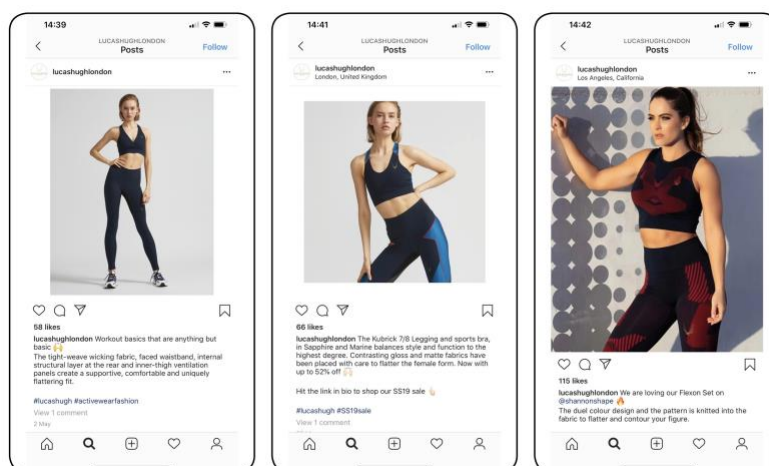 14:39
LUCASHUGHLONDON
Posts
Follow
lucashughlondon
58 likes
lucashughlondon Workout basics that are anything but
basic 🙌🏼
The tight-weave wicking fabric, faced waistband, internal
structural layer at the rear and inner-thigh ventilation
panels create a supportive, comfortable and uniquely
flattering fit.
#lucashugh #activewearfashion
View 1 comment
2 May
14:41
LUCASHUGHLONDON
Posts
Follow
lucashughlondon
London, United Kingdom
66 likes
lucashughlondon The Kubrick 7/8 Legging and sports bra,
in Sapphire and Marine balances style and function to the
highest degree. Contrasting gloss and matte fabrics have
been placed with care to flatter the female form. Now with
up to 52% off 🙌🏻
Hit the link in bio to shop our SS19 sale 👆🏻
#lucashugh #SS19sale
View 1 comment
14:42
LUCASHUGHLONDON
Posts
Follow
lucashughlondon
Los Angeles, California
115 likes
lucashughlondon We are loving our Flexon Set on
@shannonshape 🔥
The duel colour design and the pattern is knitted into the
fabric to flatter and contour your figure.